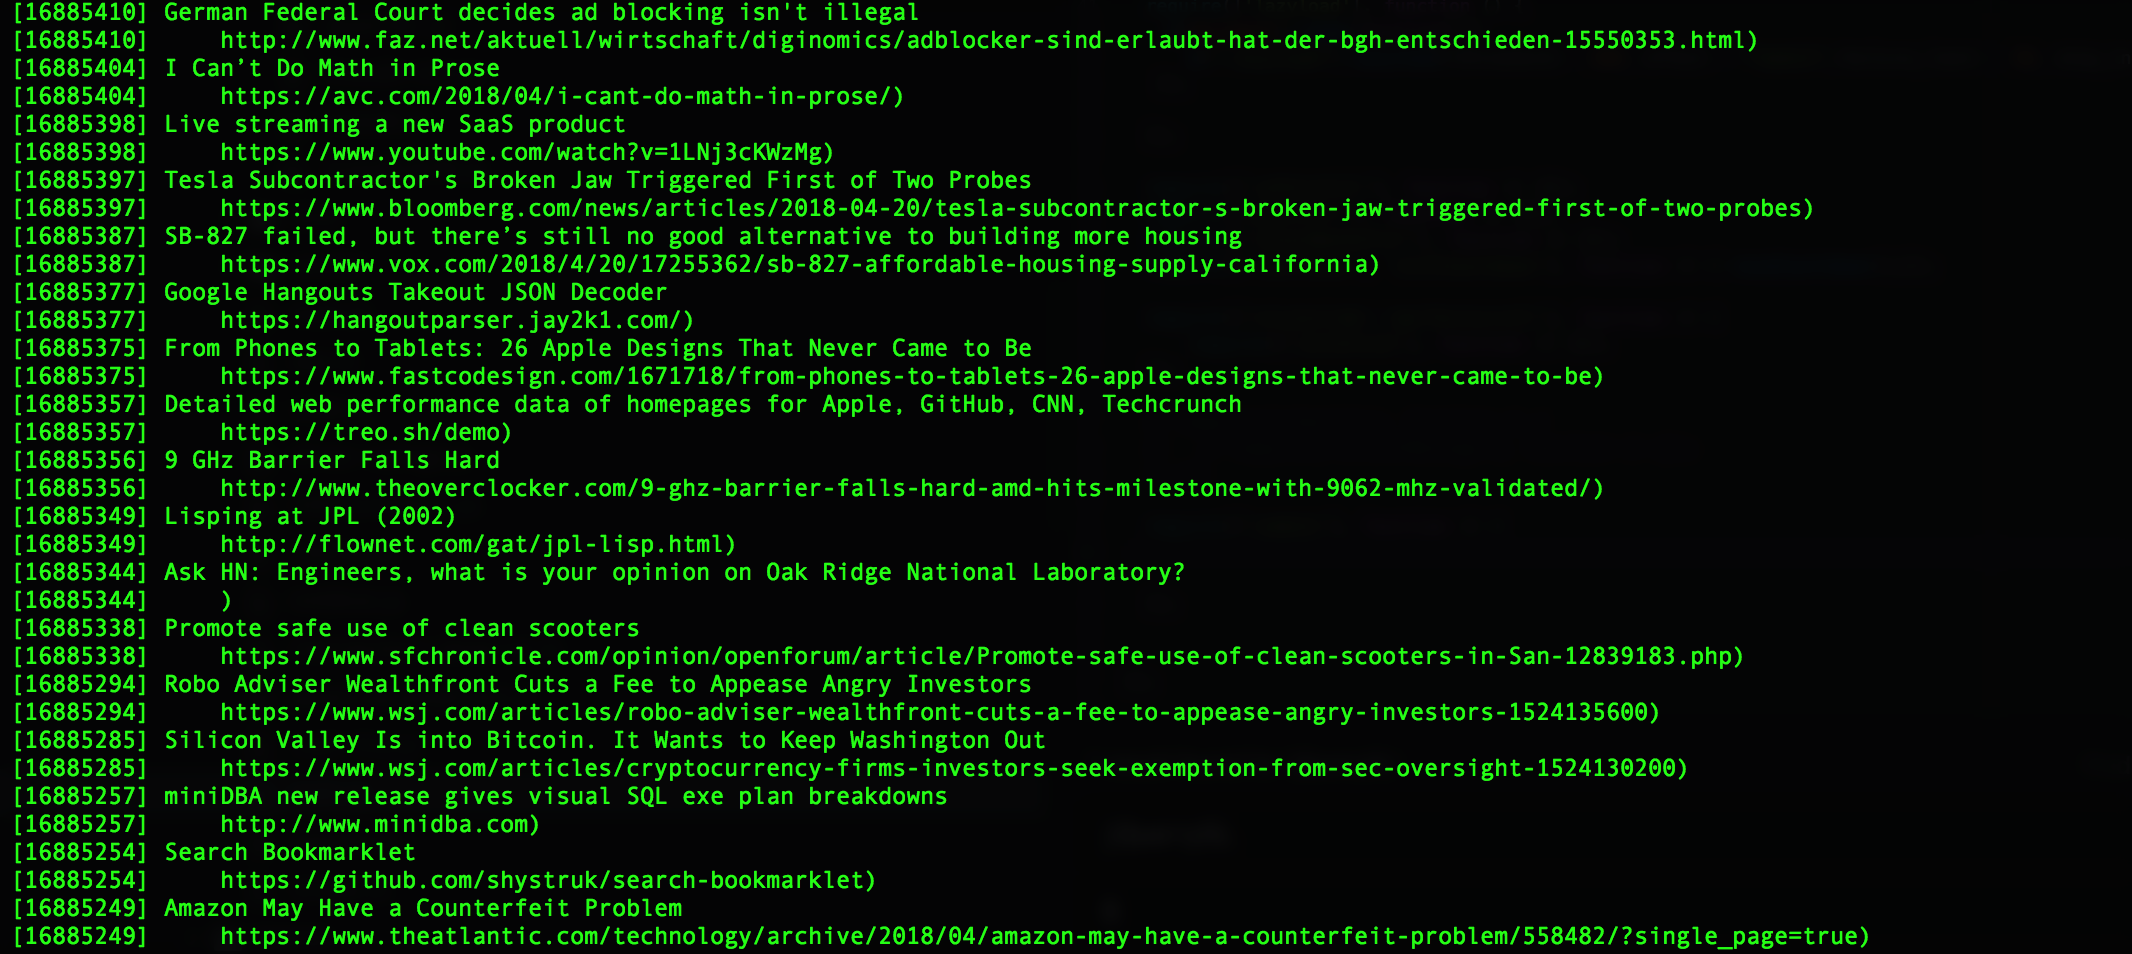 [16885410] German Federal Court decides ad blocking isn't illegal
[16885410]     http://www.faz.net/aktuell/wirtschaft/diginomics/adblocker-sind-erlaubt-hat-der-bgh-entschieden-15550353.html)
[16885404] I Can’t Do Math in Prose
[16885404]     https://avc.com/2018/04/i-cant-do-math-in-prose/)
[16885398] Live streaming a new SaaS product
[16885398]     https://www.youtube.com/watch?v=1LNj3cKWzMg)
[16885397] Tesla Subcontractor's Broken Jaw Triggered First of Two Probes
[16885397]     https://www.bloomberg.com/news/articles/2018-04-20/tesla-subcontractor-s-broken-jaw-triggered-first-of-two-probes)
[16885387] SB-827 failed, but there’s still no good alternative to building more housing
[16885387]     https://www.vox.com/2018/4/20/17255362/sb-827-affordable-housing-supply-california)
[16885377] Google Hangouts Takeout JSON Decoder
[16885377]     https://hangoutparser.jay2k1.com/)
[16885375] From Phones to Tablets: 26 Apple Designs That Never Came to Be
[16885375]     https://www.fastcodesign.com/1671718/from-phones-to-tablets-26-apple-designs-that-never-came-to-be)
[16885357] Detailed web performance data of homepages for Apple, GitHub, CNN, Techcrunch
[16885357]     https://treo.sh/demo)
[16885356] 9 GHz Barrier Falls Hard
[16885356]     http://www.theoverclocker.com/9-ghz-barrier-falls-hard-amd-hits-milestone-with-9062-mhz-validated/)
[16885349] Lisping at JPL (2002)
[16885349]     http://flownet.com/gat/jpl-lisp.html)
[16885344] Ask HN: Engineers, what is your opinion on Oak Ridge National Laboratory?
[16885344]     )
[16885338] Promote safe use of clean scooters
[16885338]     https://www.sfchronicle.com/opinion/openforum/article/Promote-safe-use-of-clean-scooters-in-San-12839183.php)
[16885294] Robo Adviser Wealthfront Cuts a Fee to Appease Angry Investors
[16885294]     https://www.wsj.com/articles/robo-adviser-wealthfront-cuts-a-fee-to-appease-angry-investors-1524135600)
[16885285] Silicon Valley Is into Bitcoin. It Wants to Keep Washington Out
[16885285]     https://www.wsj.com/articles/cryptocurrency-firms-investors-seek-exemption-from-sec-oversight-1524130200)
[16885257] miniDBA new release gives visual SQL exe plan breakdowns
[16885257]     http://www.minidba.com)
[16885254] Search Bookmarklet
[16885254]     https://github.com/shystruk/search-bookmarklet)
[16885249] Amazon May Have a Counterfeit Problem
[16885249]     https://www.theatlantic.com/technology/archive/2018/04/amazon-may-have-a-counterfeit-problem/558482/?single_page=true)